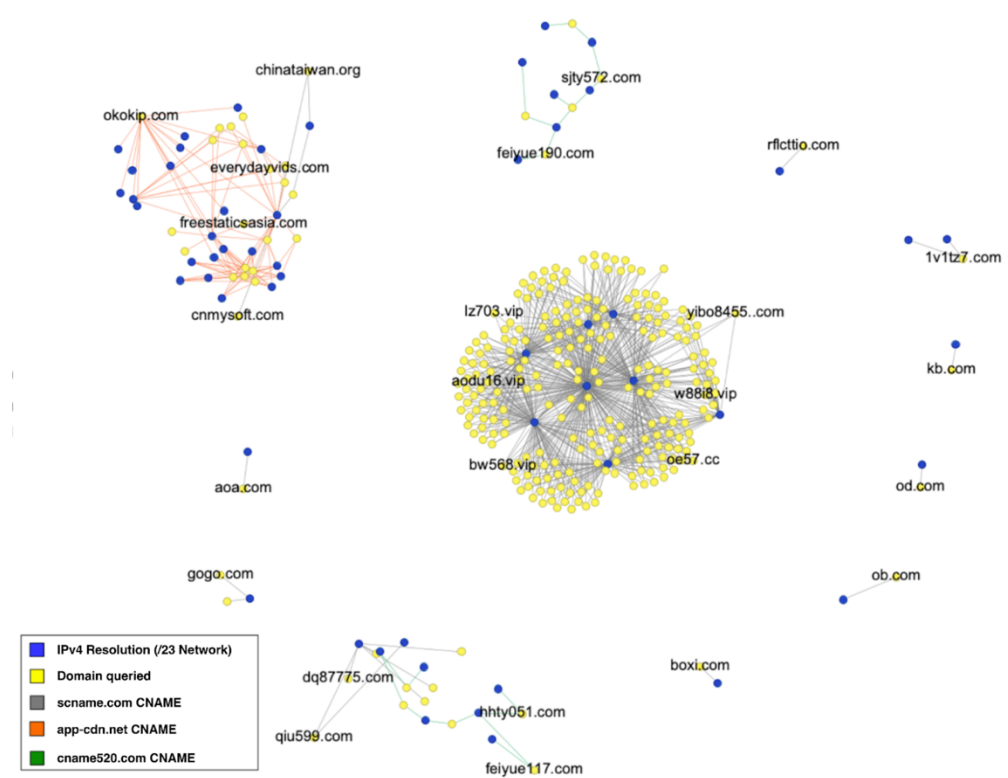 chinataiwan.org
okokip.com
sjty572.com
everydayvids.com
feiyue190.com
rflcttio.com
freestaticsasia.com
1v1tz7.com
cnmysoft.com
lz703.vip
yibo8455..com
kb.com
aodu16.vip
w88i8.vip
bw568.vip
oe57.cc
aoa.com
od.com
gogo.com
ob.com
IPv4 Resolution (/23 Network)
Domain queried
scname.com CNAME
app-cdn.net CNAME
cname520.com CNAME
dq87775.com
boxi.com
hhty051.com
qiu599.com
feiyue117.com